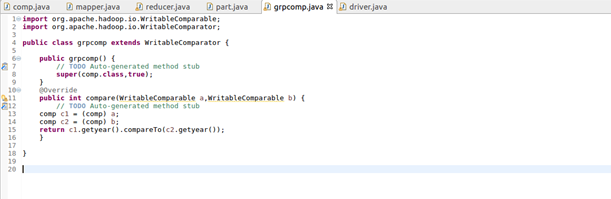 comp.java mapper.java reducer.java part.java grpcomp.java driver.java
1 import org.apache.hadoop.io.WritableComparable;
2 import org.apache.hadoop.io.WritableComparator;
3
4 public class grpcomp extends WritableComparator {
5
6 public grpcomp() {
7 // TODO Auto-generated method stub
8 super(comp.class,true);
9 }
10 @Override
11 public int compare(WritableComparable a,WritableComparable b) {
12 // TODO Auto-generated method stub
13 comp c1 = (comp) a;
14 comp c2 = (comp) b;
15 return c1.getyear().compareTo(c2.getyear());
16 }
17
18 }
19
20